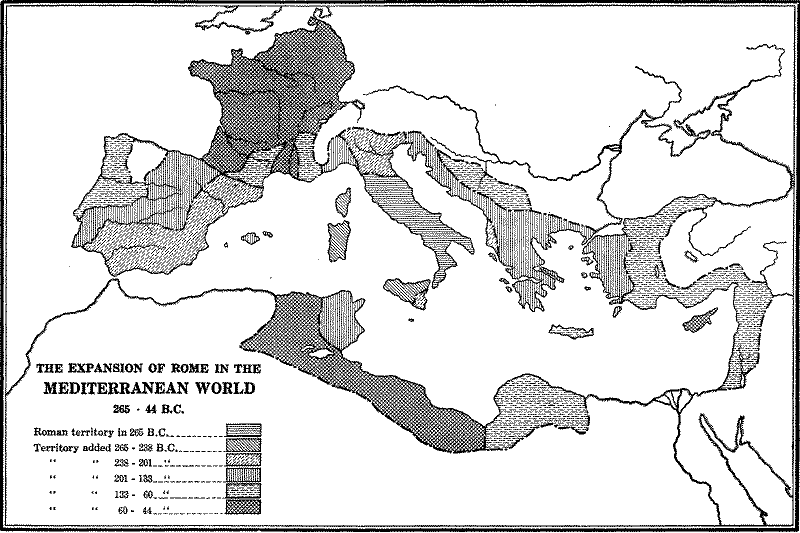 THE EXPANSION OF ROME IN THE
MEDITERRANEAN WORLD
265 - 44 B.C.
Roman territory in 265 B.C.
Territory added 265 - 238 B.C.
" " 238 - 201 "
" " 201 - 133 "
" " 133 - 60 "
" " 60 - 44 "